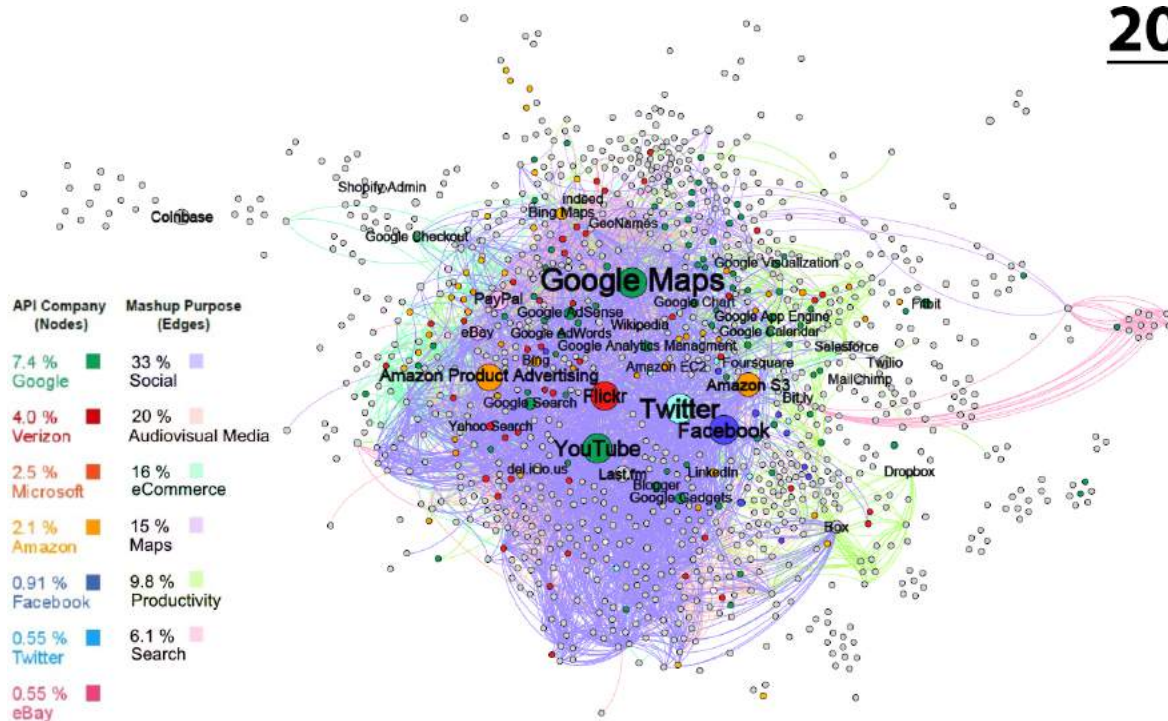 20
Shopify Admin
indeed
Coinbase
Bing Maps
GeoNames
Google Checkout
Google Visualization
Google Maps
PayPal
Google Chart
Fitbit
Google AdSense
Google App Engine
Wikipedia
eBay
Google AdWords
Google Calendar
Google Analytics Managment
Salesforce
Bing
Amazon EC2
Foursquare
Twilio
Amazon Product Advertising
Amazon S3
MailChimp
Flickr
Bit.ly
Google Search
Twitter
Yahoo Search
Facebook
YouTube
del.icio.us
Last.fm
LinkedIn
Dropbox
Blogger
Google Gadgets
Box
API Company
(Nodes)
7.4 %
Google
4.0 %
Verizon
2.5 %
Microsoft
2.1 %
Amazon
0.91 %
Facebook
0.55 %
Twitter
0.55 %
eBay
Mashup Purpose
(Edges)
33 %
Social
20 %
Audiovisual Media
16 %
eCommerce
15 %
Maps
9.8 %
Productivity
6.1 %
Search